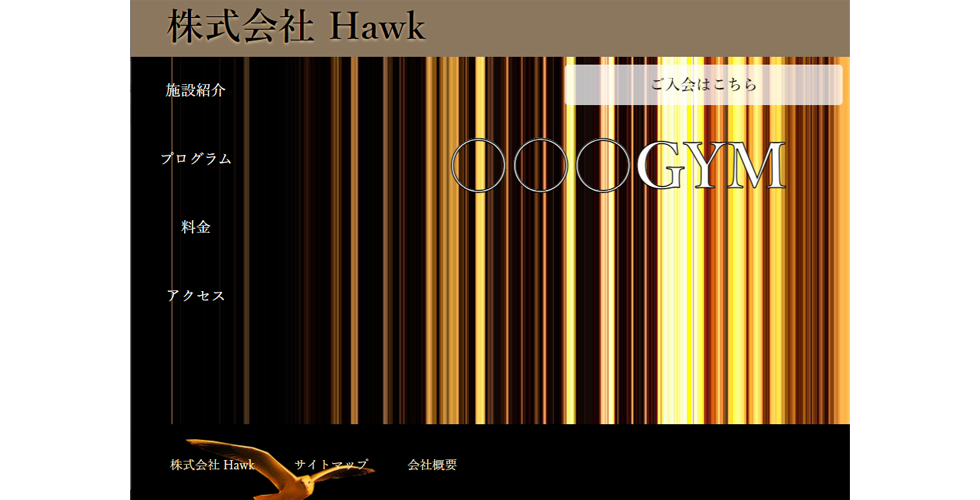 株式会社 Hawk
ご入会はこちら
施設紹介
〇〇〇GYM
プログラム
料金
アクセス
株式会社 Hawk サイトマップ 会社概要